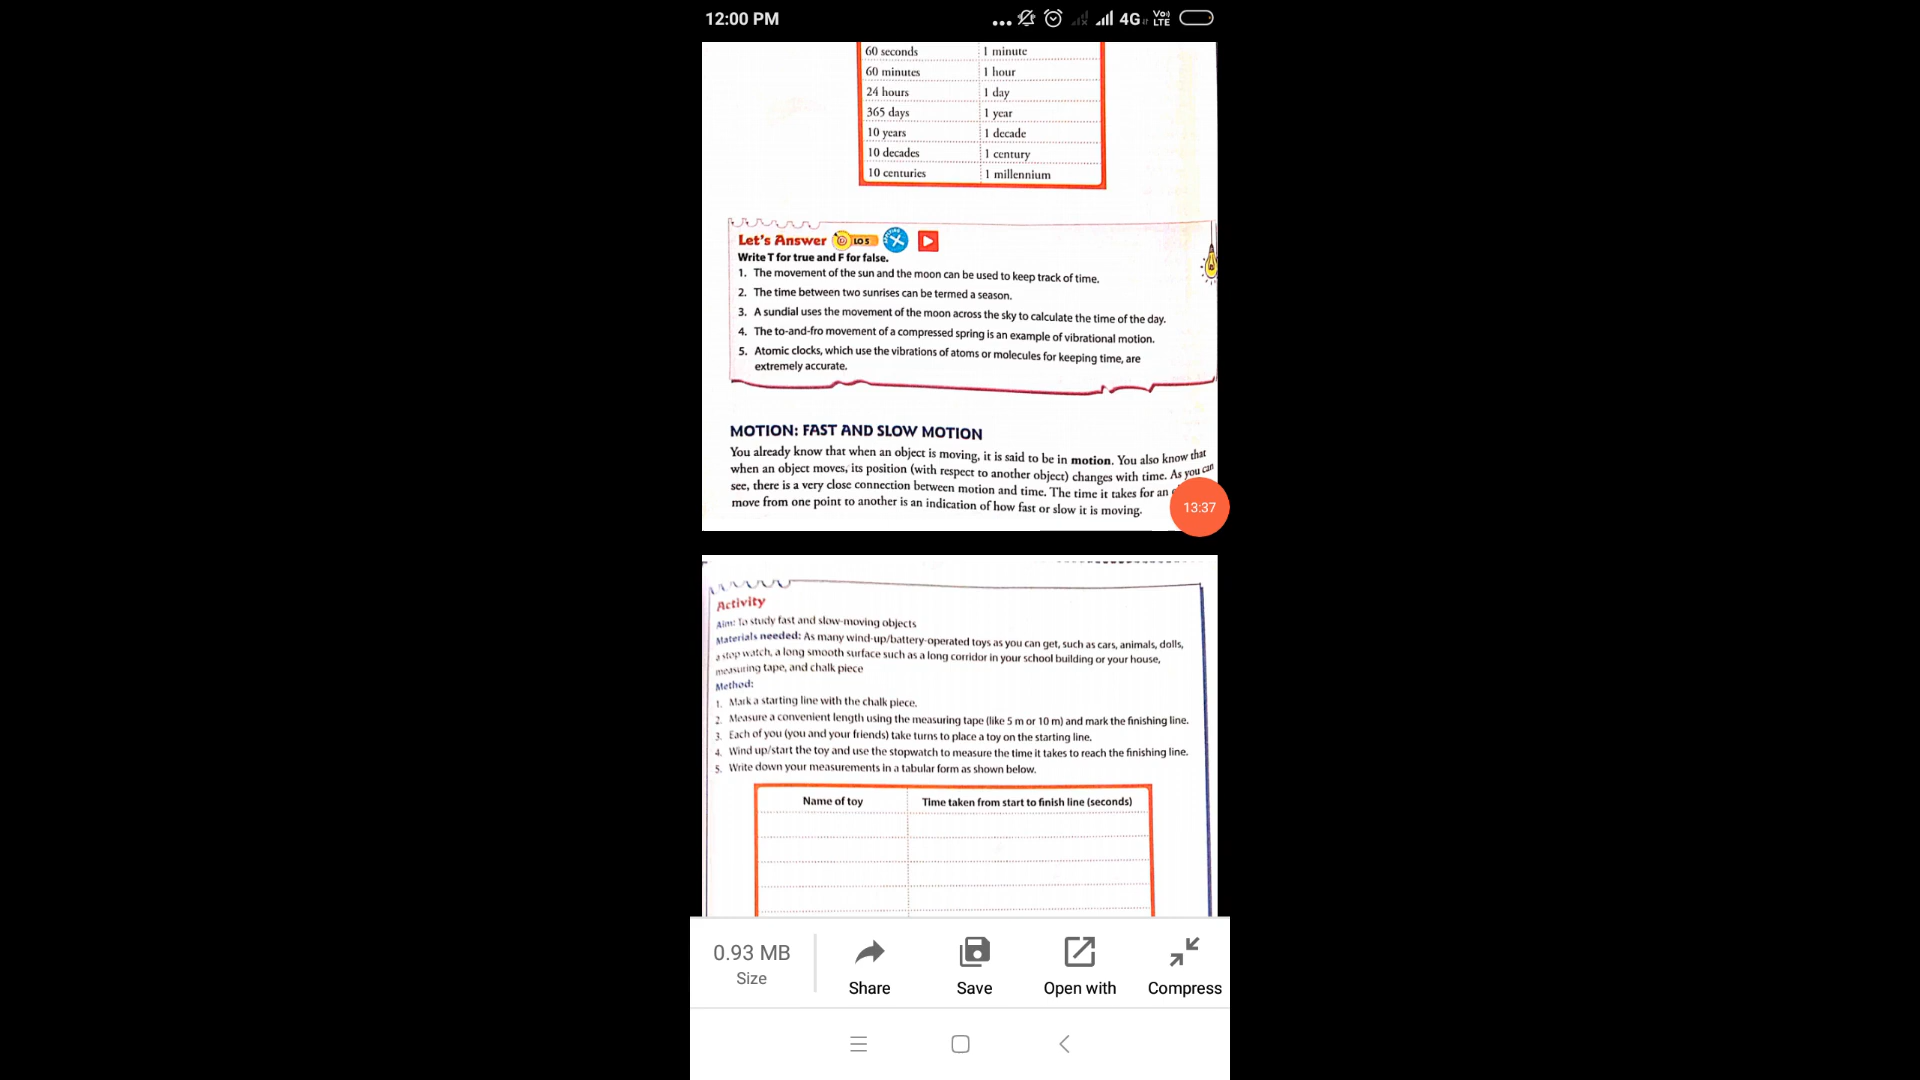 12:00 PM
4G
Vo) LTE
60 seconds 1 minute
60 minutes 1 hour
24 hours 1 day
365 days 1 year
10 years 1 decade
10 decades 1 century
10 centuries 1 millennium
Let's Answer LO 5
Write T for true and F for false.
1. The movement of the sun and the moon can be used to keep track of time.
2. The time between two sunrises can be termed a season.
3. A sundial uses the movement of the moon across the sky to calculate the time of the day.
4. The to-and-fro movement of a compressed spring is an example of vibrational motion.
5. Atomic clocks, which use the vibrations of atoms or molecules for keeping time, are
extremely accurate.
MOTION: FAST AND SLOW MOTION
You already know that when an object is moving, it is said to be in motion. You also know that
when an object moves, its position (with respect to another object) changes with time. As you can
see, there is a very close connection between motion and time. The time it takes for an
move from one point to another is an indication of how fast or slow it is moving.
13:37
Activity
Aim: To study fast and slow-moving objects
Materials needed: As many wind-up/battery-operated toys as you can get, such as cars, animals, dolls,
a stop watch, a long smooth surface such as a long corridor in your school building or your house,
measuring tape, and chalk piece
Method:
1. Mark a starting line with the chalk piece.
2. Measure a convenient length using the measuring tape (like 5 m or 10 m) and mark the finishing line.
3. Each of you (you and your friends) take turns to place a toy on the starting line.
4. Wind up/start the toy and use the stopwatch to measure the time it takes to reach the finishing line.
5. Write down your measurements in a tabular form as shown below.
Name of toy Time taken from start to finish line (seconds)
0.93 MB
Size
Share
Save
Open with
Compress